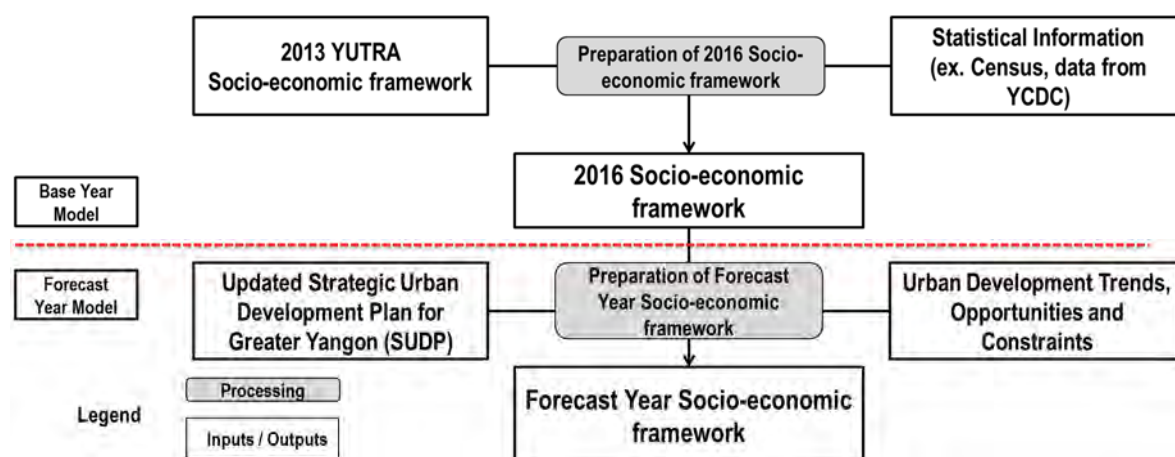 2013 YUTRA
Socio-economic framework
Preparation of 2016 Socio-
economic framework
Statistical Information
(ex. Census, data from
YCDC)
2016 Socio-economic
framework
Base Year
Model
Forecast
Year Model
Updated Strategic Urban
Development Plan for
Greater Yangon (SUDP)
Preparation of Forecast
Year Socio-economic
framework
Urban Development Trends,
Opportunities and
Constraints
Legend
Processing
Inputs / Outputs
Forecast Year Socio-economic
framework